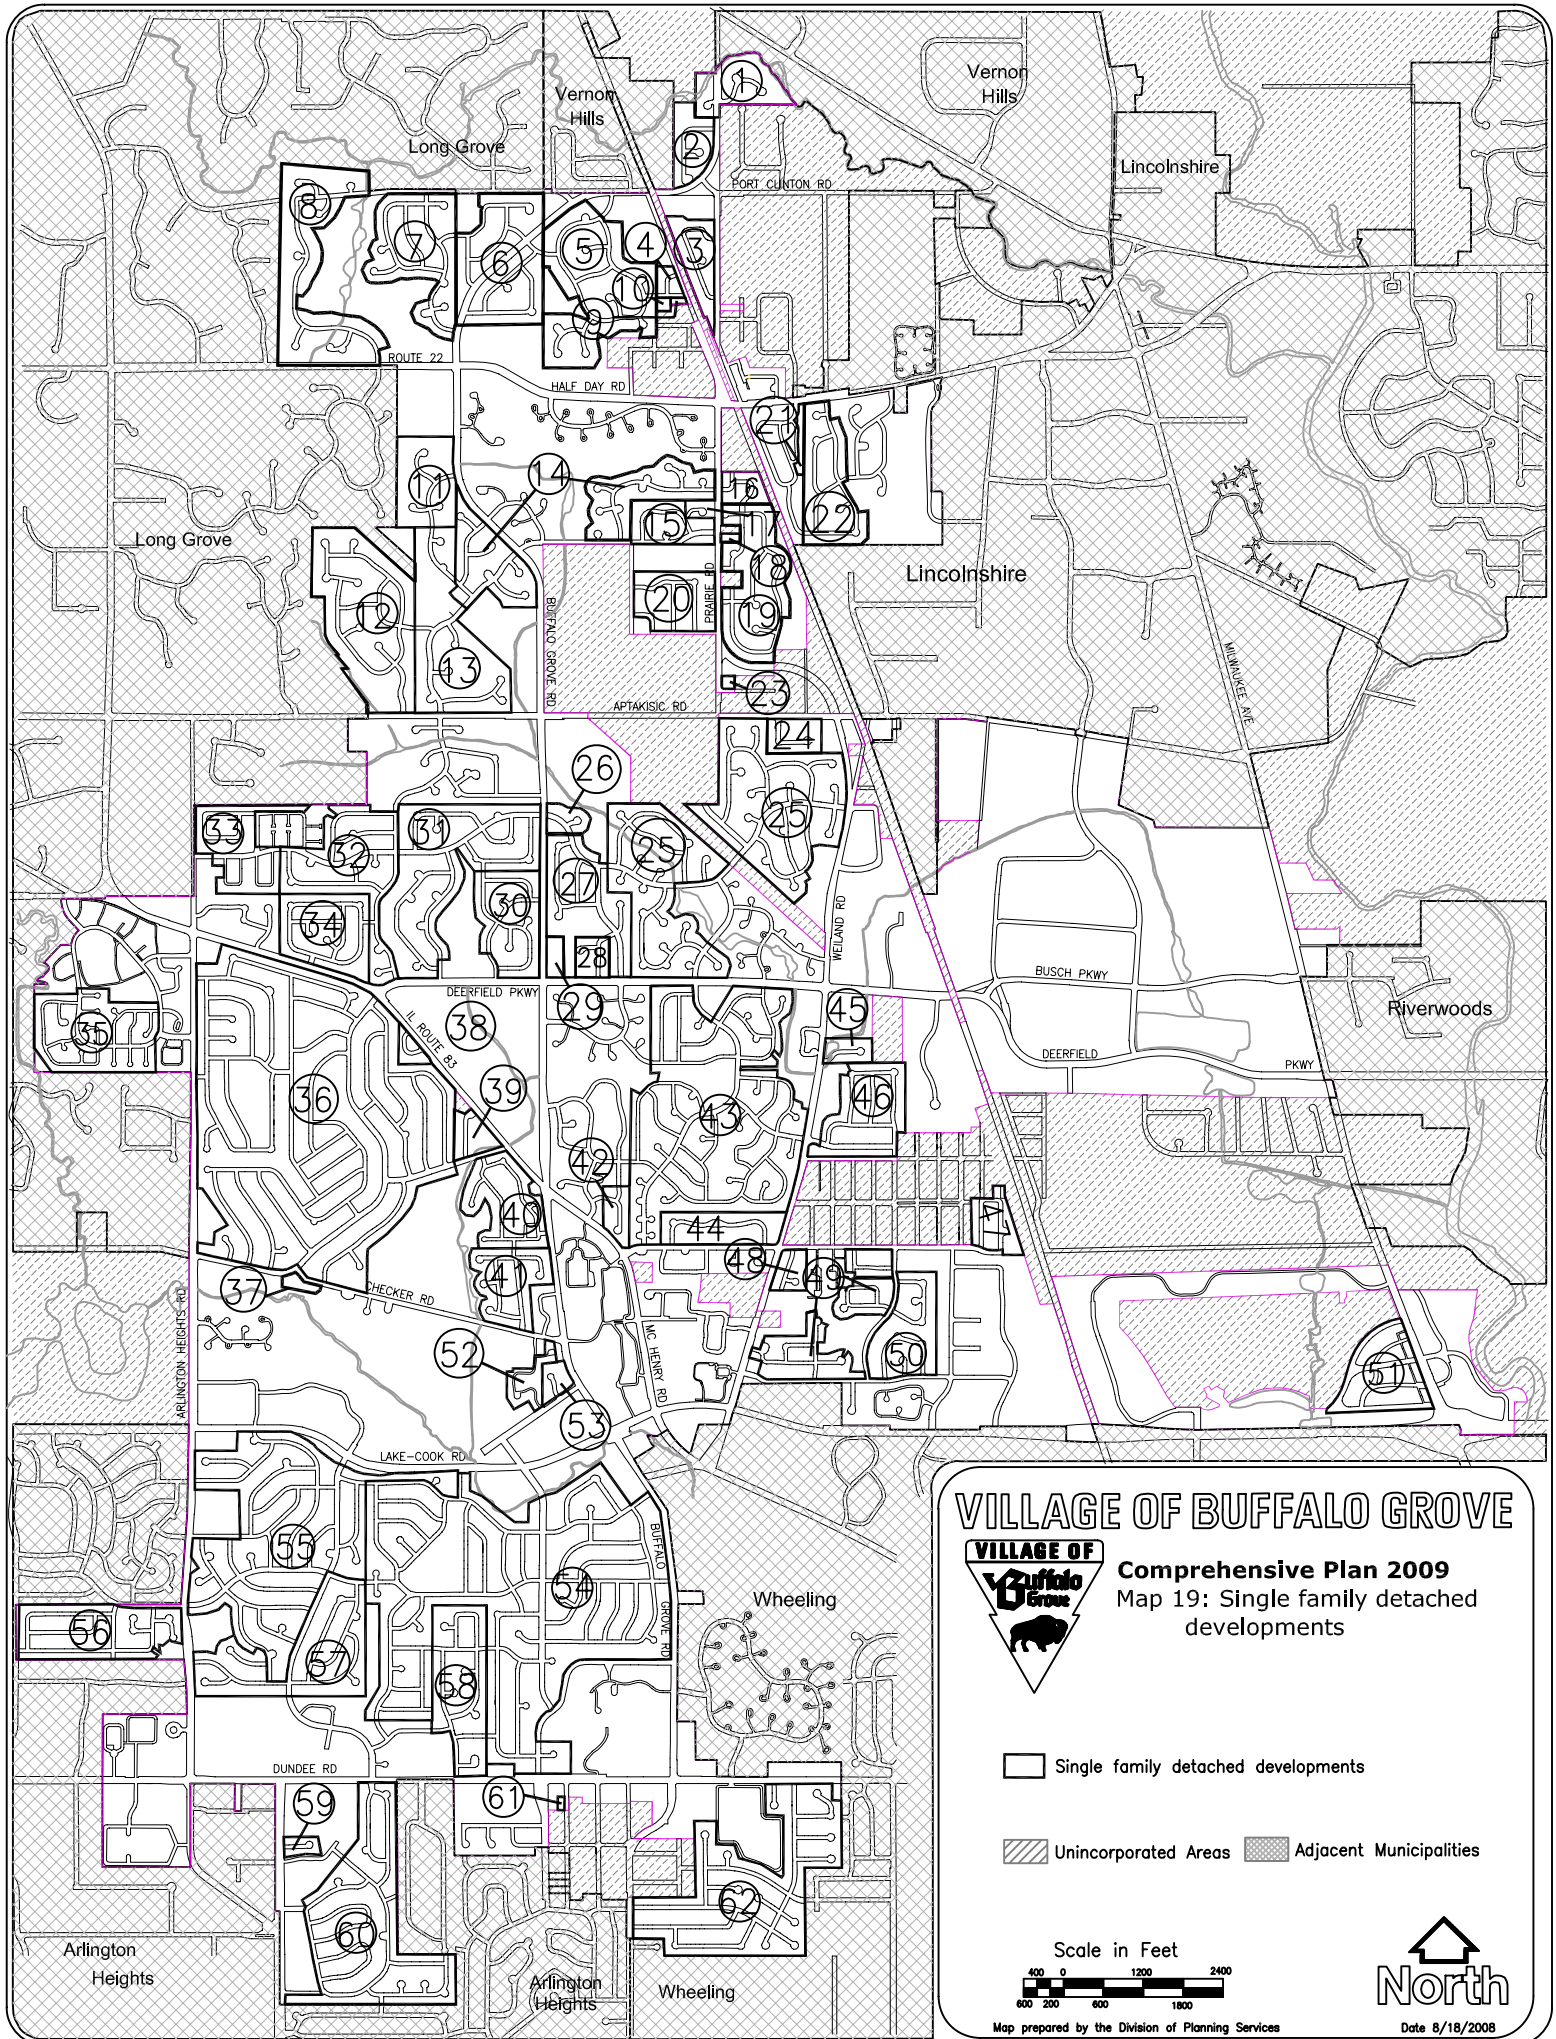 1
Vernon
Hills
Vernon
Hills
Long Grove
2
Lincolnshire
PORT CLINTON RD
8
7
6
5
4
3
10
9
ROUTE 22
HALF DAY RD
21
14
11
16
15
17
22
Long Grove
18
Lincolnshire
12
20
PRAIRIE RD
19
BUFFALO GROVE RD
13
23
MILWAUKEE AVE
APTAKISIC RD
24
26
33
31
25
32
25
27
30
34
WEILAND RD
28
BUSCH PKWY
DEERFIELD PKWY
29
45
Riverwoods
35
38
IL ROUTE 83
DEERFIELD
PKWY
36
39
46
43
42
40
44
48
49
41
37
CHECKER RD
ARLINGTON HEIGHTS RD
MC HENRY RD
52
50
51
53
LAKE-COOK RD
55
BUFFALO
GROVE RD
54
56
57
58
Wheeling
DUNDEE RD
59
61
62
60
Arlington
Heights
Arlington
Heights
Wheeling
VILLAGE OF BUFFALO GROVE
VILLAGE OF
Buffalo
Grove
Comprehensive Plan 2009
Map 19: Single family detached
developments
Single family detached developments
Unincorporated Areas
Adjacent Municipalities
Scale in Feet
400 0 1200 2400
600 200 600 1800
North
Map prepared by the Division of Planning Services
Date 8/18/2008